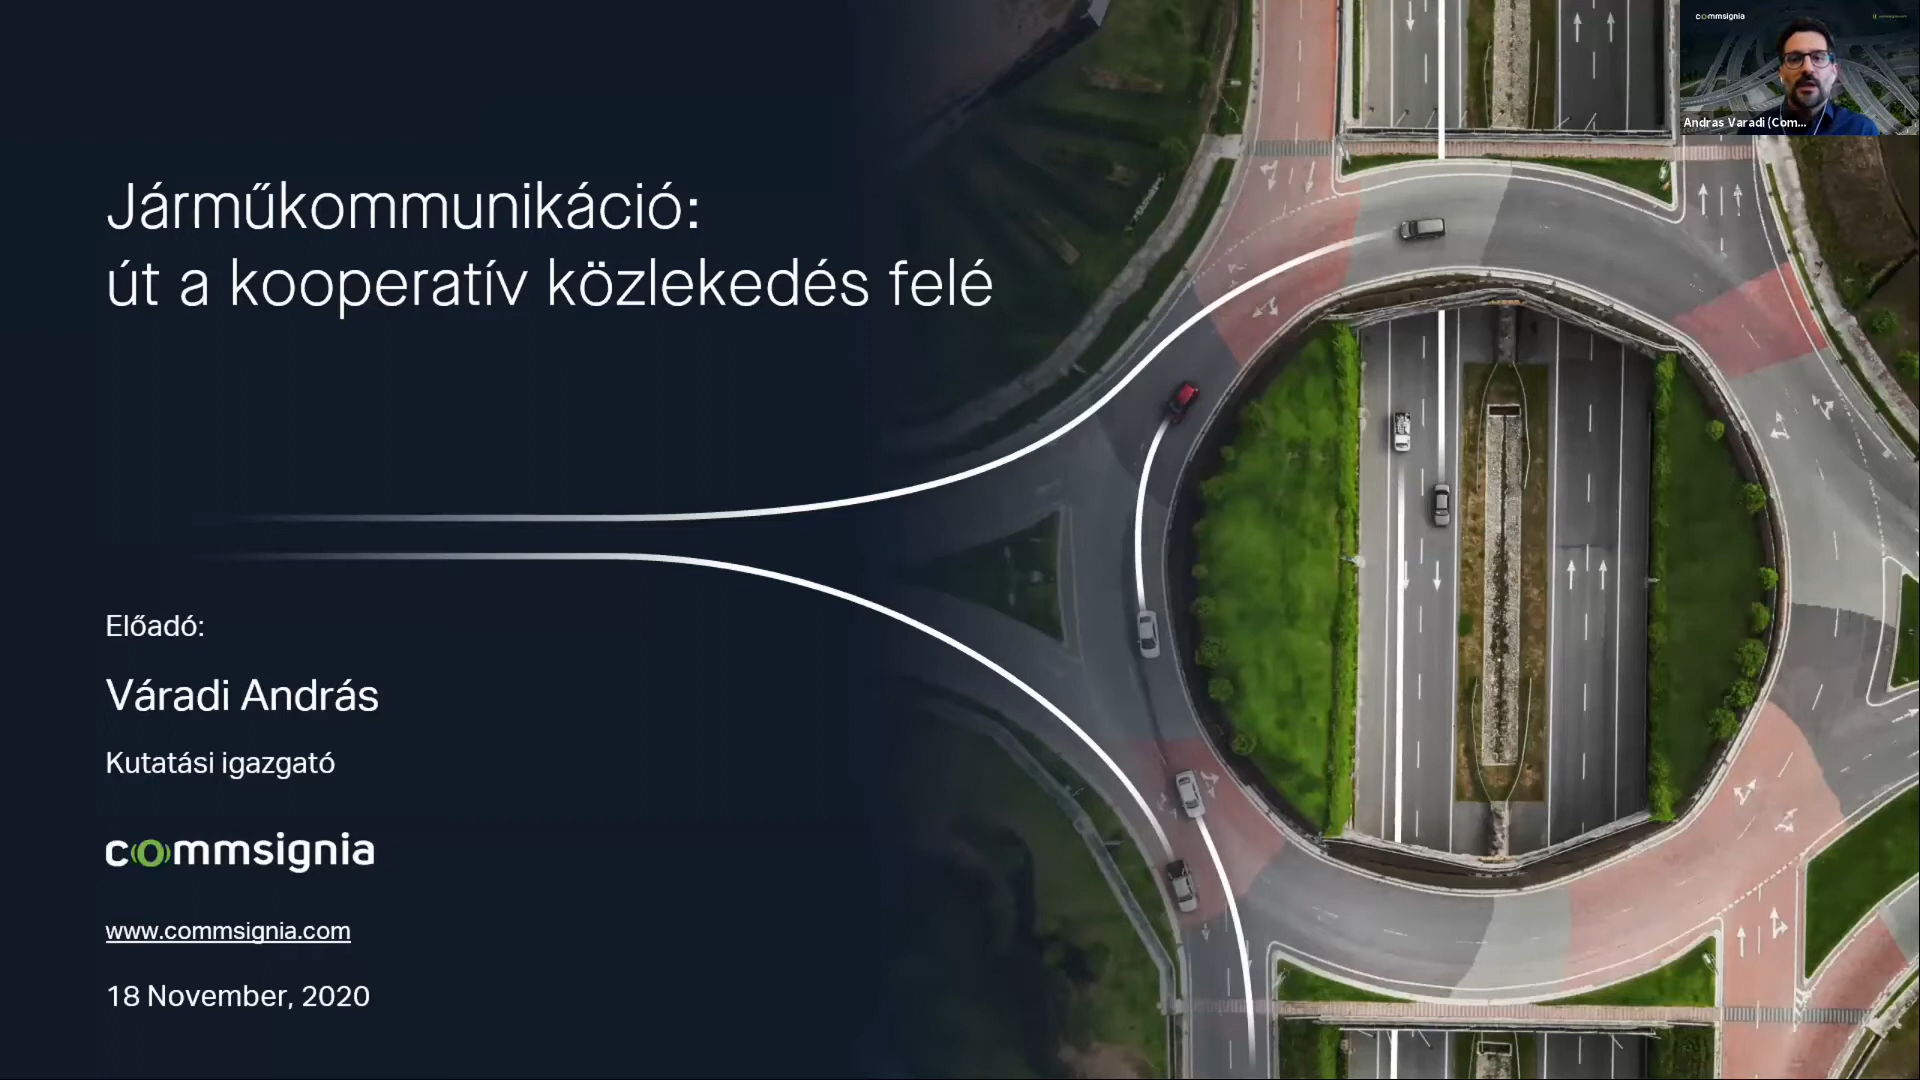 Járműkommunikáció:
út a kooperatív közlekedés felé
Előadó:
Váradi András
Kutatási igazgató
commsignia
www.commsignia.com
18 November, 2020
commsignia
Andras Varadi (Com...